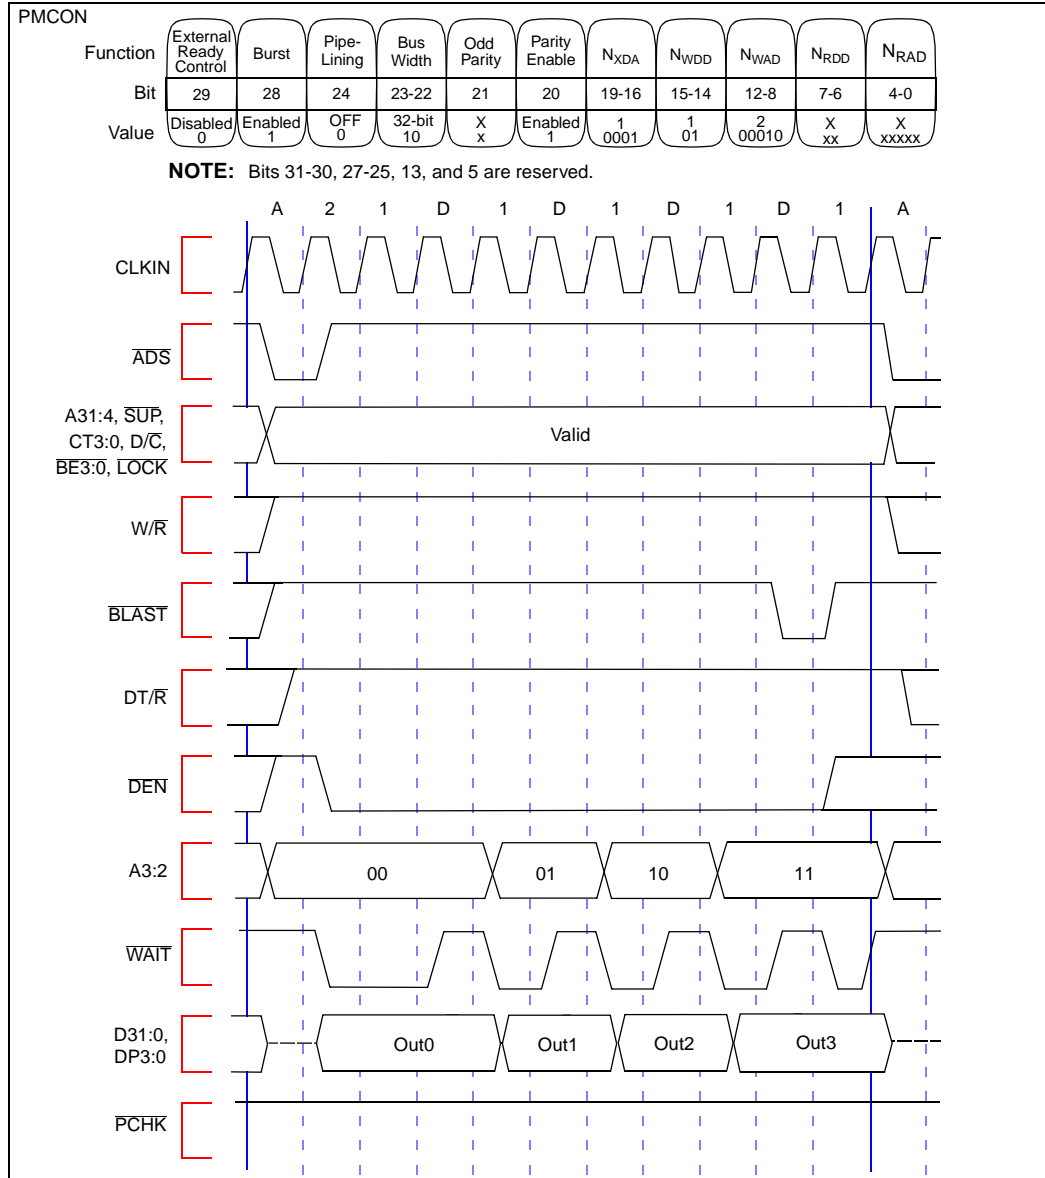 PMCON
Function External Ready Control Burst Pipe-Lining Bus Width Odd Parity Parity Enable NXDA NWDD NWAD NRDD NRAD
Bit 29 28 24 23-22 21 20 19-16 15-14 12-8 7-6 4-0
Value Disabled 0 Enabled 1 OFF 0 32-bit 10 X x Enabled 1 1 0001 1 01 2 00010 X xx X xxxxx
NOTE: Bits 31-30, 27-25, 13, and 5 are reserved.
A 2 1 D 1 D 1 D 1 D 1 A
CLKIN
ADS
A31:4, SUP,
CT3:0, D/C,
BE3:0, LOCK
Valid
W/R
BLAST
DT/R
DEN
A3:2 00 01 10 11
WAIT
D31:0,
DP3:0
Out0 Out1 Out2 Out3
PCHK